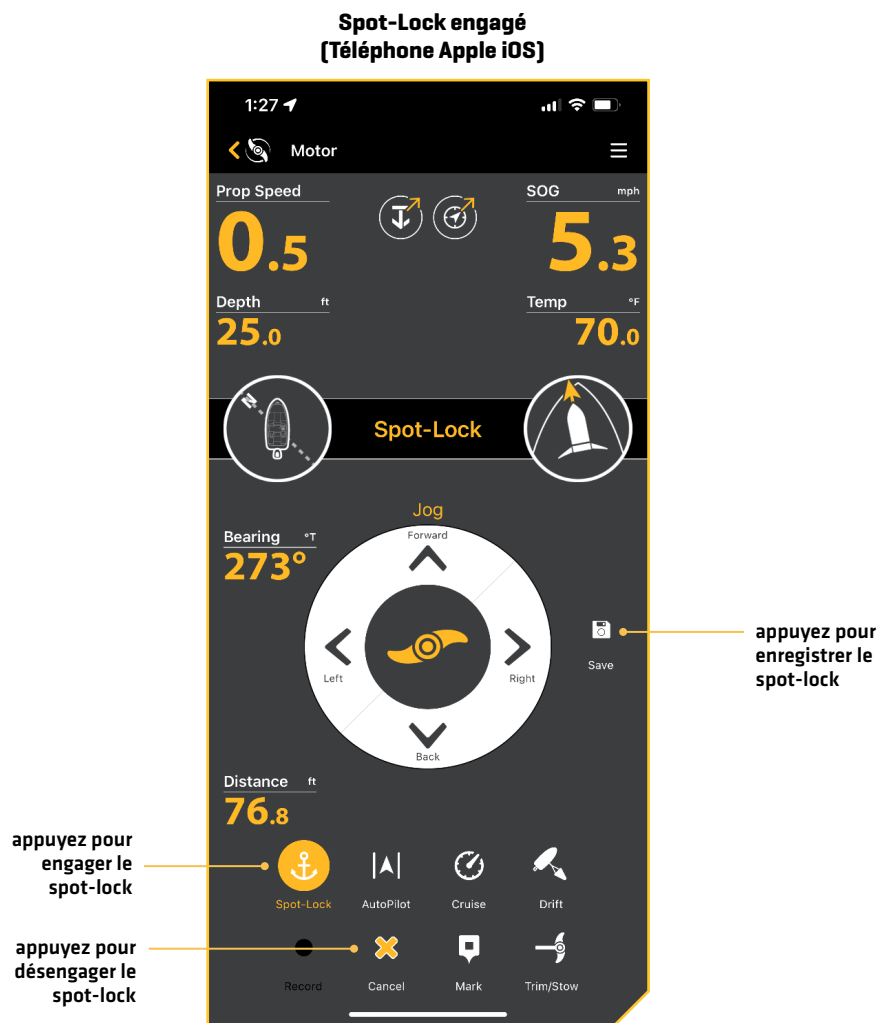 Spot-Lock engagé
(Téléphone Apple iOS)
1:27
Motor
Prop Speed
0.5
SOG mph
5.3
Depth ft
25.0
Temp °F
70.0
N
Spot-Lock
Jog
Bearing °T
273°
Forward
Left
Right
Back
Save
appuyez pour
enregistrer le
spot-lock
Distance ft
76.8
appuyez pour
engager le
spot-lock
Spot-Lock
AutoPilot
Cruise
Drift
appuyez pour
désengager le
spot-lock
Record
Cancel
Mark
Trim/Stow